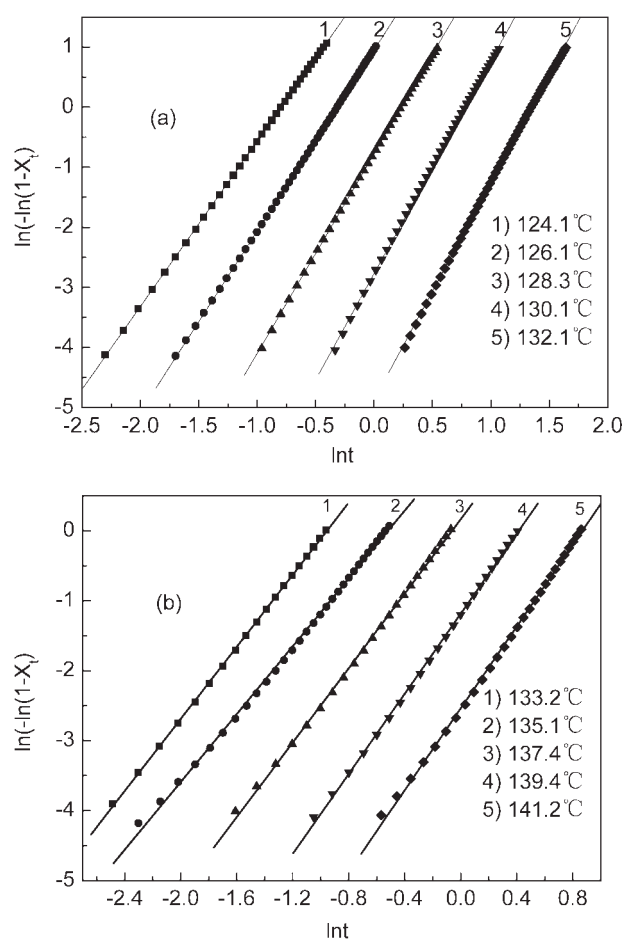 1 2 3 4 5
1
0
-1
-2
-3
-4
-5
(a)
ln(-ln(1-Xt)
1) 124.1℃
2) 126.1℃
3) 128.3℃
4) 130.1℃
5) 132.1℃
-2.5 -2.0 -1.5 -1.0 -0.5 0.0 0.5 1.0 1.5 2.0
lnt
1 2 3 4 5
0
-1
-2
-3
-4
-5
(b)
ln(-ln(1-Xt)
1) 133.2℃
2) 135.1℃
3) 137.4℃
4) 139.4℃
5) 141.2℃
-2.4 -2.0 -1.6 -1.2 -0.8 -0.4 0.0 0.4 0.8
lnt